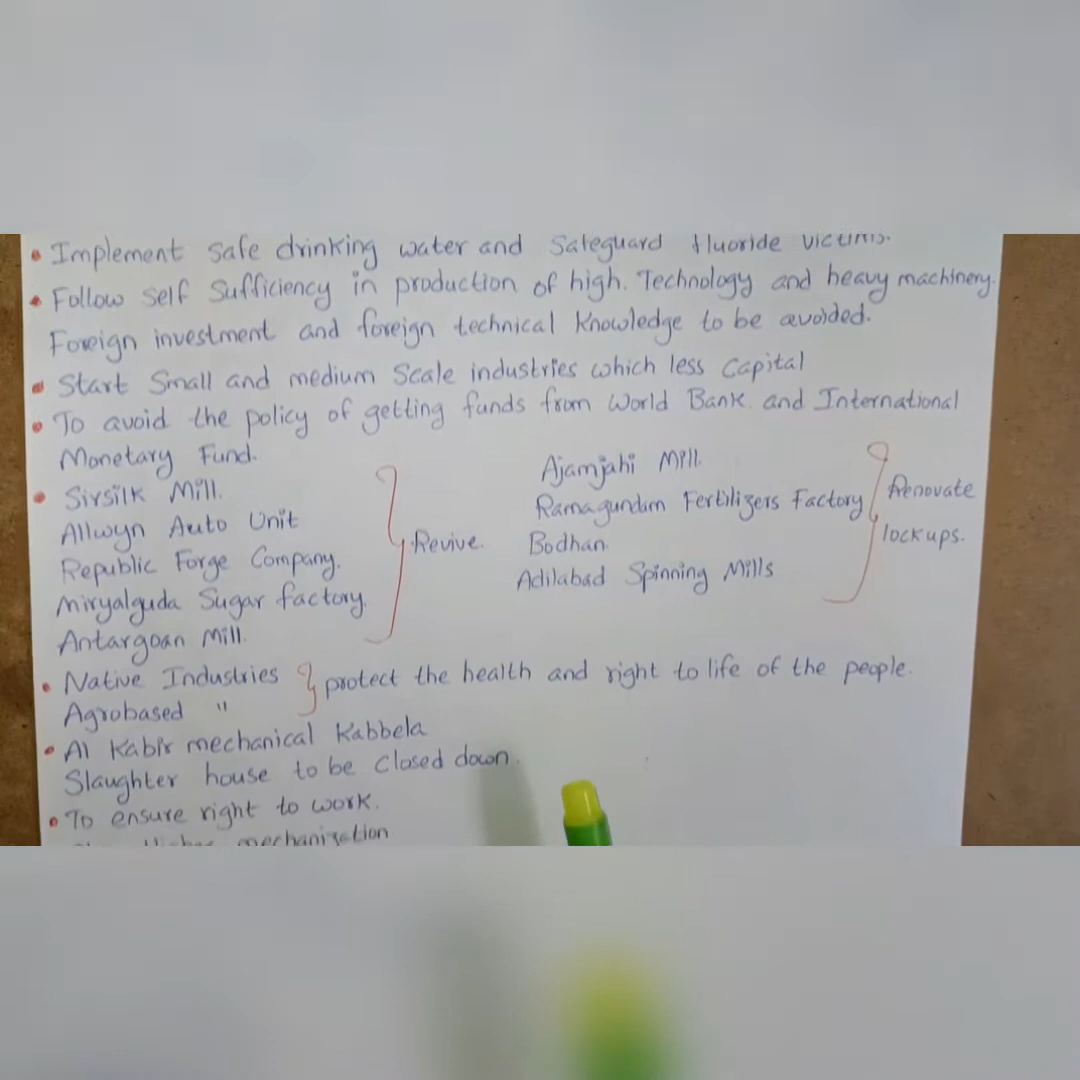 • Implement safe drinking water and Safeguard fluoride victims.
• Follow self Sufficiency in production of high. Technology and heavy machinery.
Foreign investment and foreign technical knowledge to be avoided.
• Start Small and medium Scale industries which less capital
• To avoid the policy of getting funds from World Bank and International
Monetary Fund.
• Sirsilk Mill.
Allwyn Auto Unit
Republic Forge Company.
Miryalguda Sugar factory.
Antargoan Mill.
Revive
Ajamjahi Mill.
Ramagundam Fertilizers Factory
Bodhan
Adilabad Spinning Mills
Renovate
lockups.
• Native Industries
Agrobased "
protect the health and right to life of the people.
• Al Kabir mechanical Kabbela
Slaughter house to be closed down.
• To ensure right to work.
mechanization